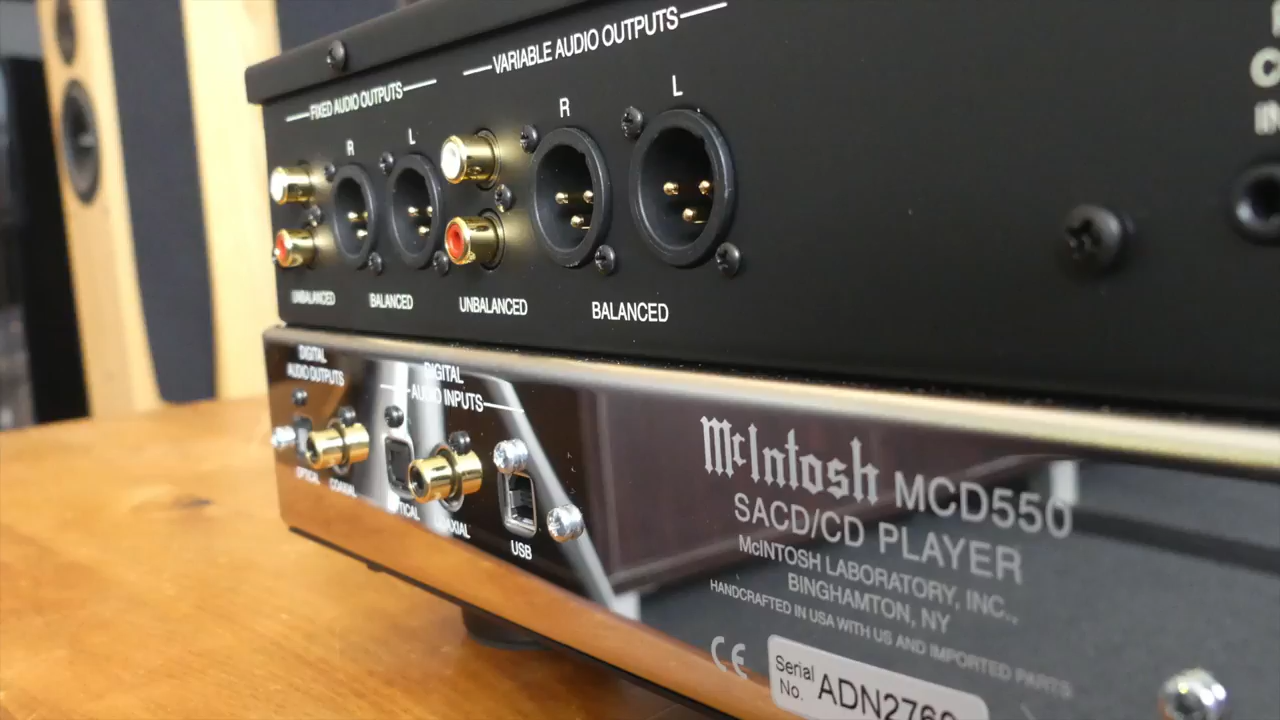 FIXED AUDIO OUTPUTS
VARIABLE AUDIO OUTPUTS
R L
R L
UNBALANCED BALANCED
UNBALANCED BALANCED
DIGITAL
AUDIO OUTPUTS
DIGITAL
AUDIO INPUTS
OPTICAL COAXIAL
USB
McIntosh MCD550
SACD/CD PLAYER
McINTOSH LABORATORY, INC.,
BINGHAMTON, NY
HANDCRAFTED IN USA WITH US AND IMPORTED PARTS
CE
Serial
No. ADN276